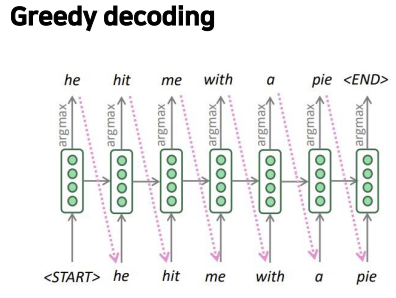 Greedy decoding
he hit me with a pie <END>
argmax argmax argmax argmax argmax argmax argmax
<START> he hit me with a pie